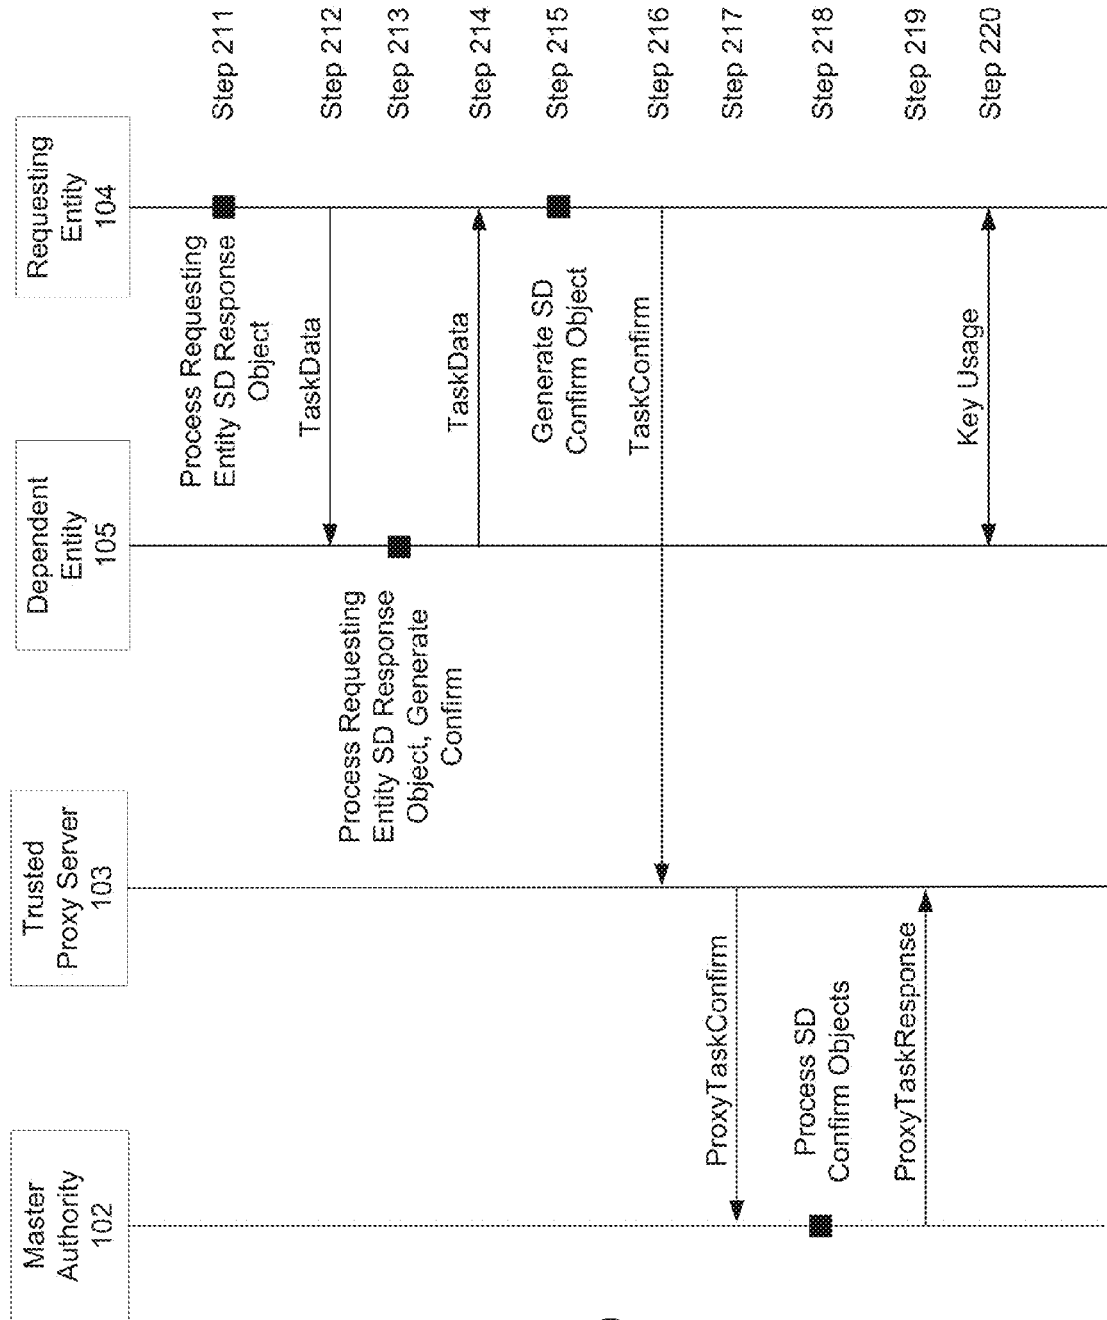 Master
Authority
102
Trusted
Proxy Server
103
Dependent
Entity
105
Requesting
Entity
104
Process Requesting
Entity SD Response
Object
Step 211
TaskData
Step 212
Process Requesting
Entity SD Response
Object, Generate
Confirm
Step 213
TaskData
Step 214
Generate SD
Confirm Object
Step 215
TaskConfirm
Step 216
ProxyTaskConfirm
Step 217
Process SD
Confirm Objects
Step 218
ProxyTaskResponse
Step 219
Key Usage
Step 220